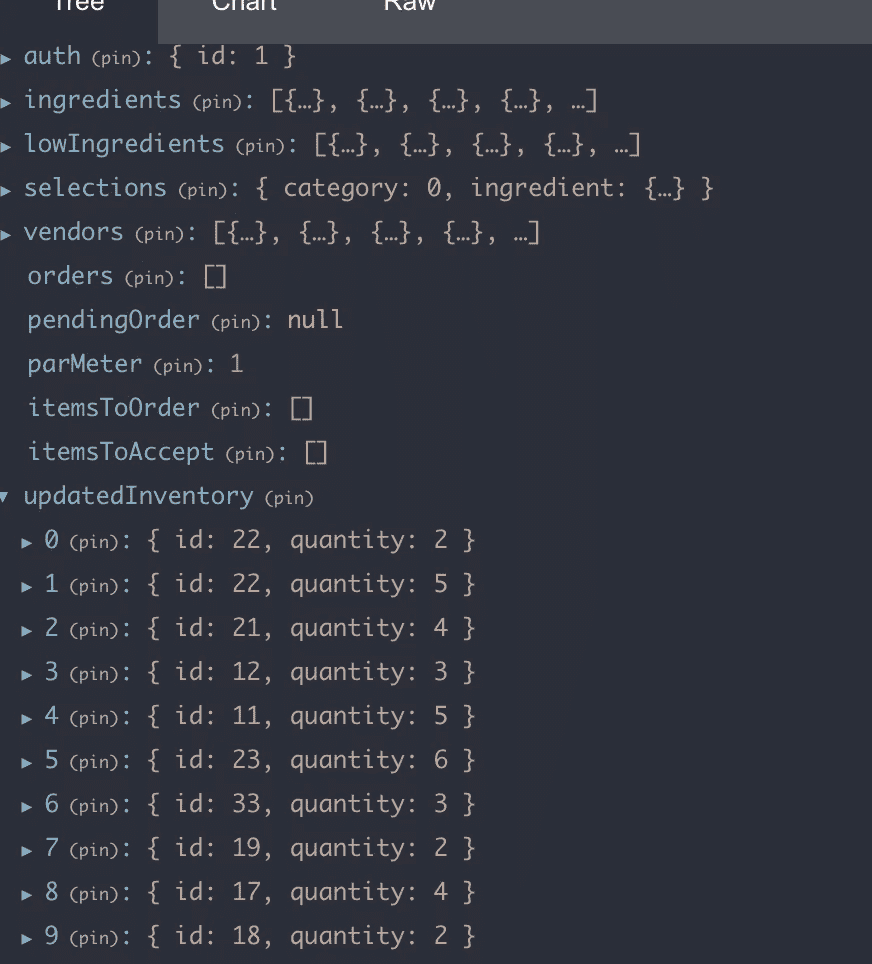 Tree Chart Raw
▶ auth (pin): { id: 1 }
▶ ingredients (pin): [{…}, {…}, {…}, {…}, …]
▶ lowIngredients (pin): [{…}, {…}, {…}, {…}, …]
▶ selections (pin): { category: 0, ingredient: {…} }
▶ vendors (pin): [{…}, {…}, {…}, {…}, …]
orders (pin): []
pendingOrder (pin): null
parMeter (pin): 1
itemsToOrder (pin): []
itemsToAccept (pin): []
▼ updatedInventory (pin)
▶ 0 (pin): { id: 22, quantity: 2 }
▶ 1 (pin): { id: 22, quantity: 5 }
▶ 2 (pin): { id: 21, quantity: 4 }
▶ 3 (pin): { id: 12, quantity: 3 }
▶ 4 (pin): { id: 11, quantity: 5 }
▶ 5 (pin): { id: 23, quantity: 6 }
▶ 6 (pin): { id: 33, quantity: 3 }
▶ 7 (pin): { id: 19, quantity: 2 }
▶ 8 (pin): { id: 17, quantity: 4 }
▶ 9 (pin): { id: 18, quantity: 2 }